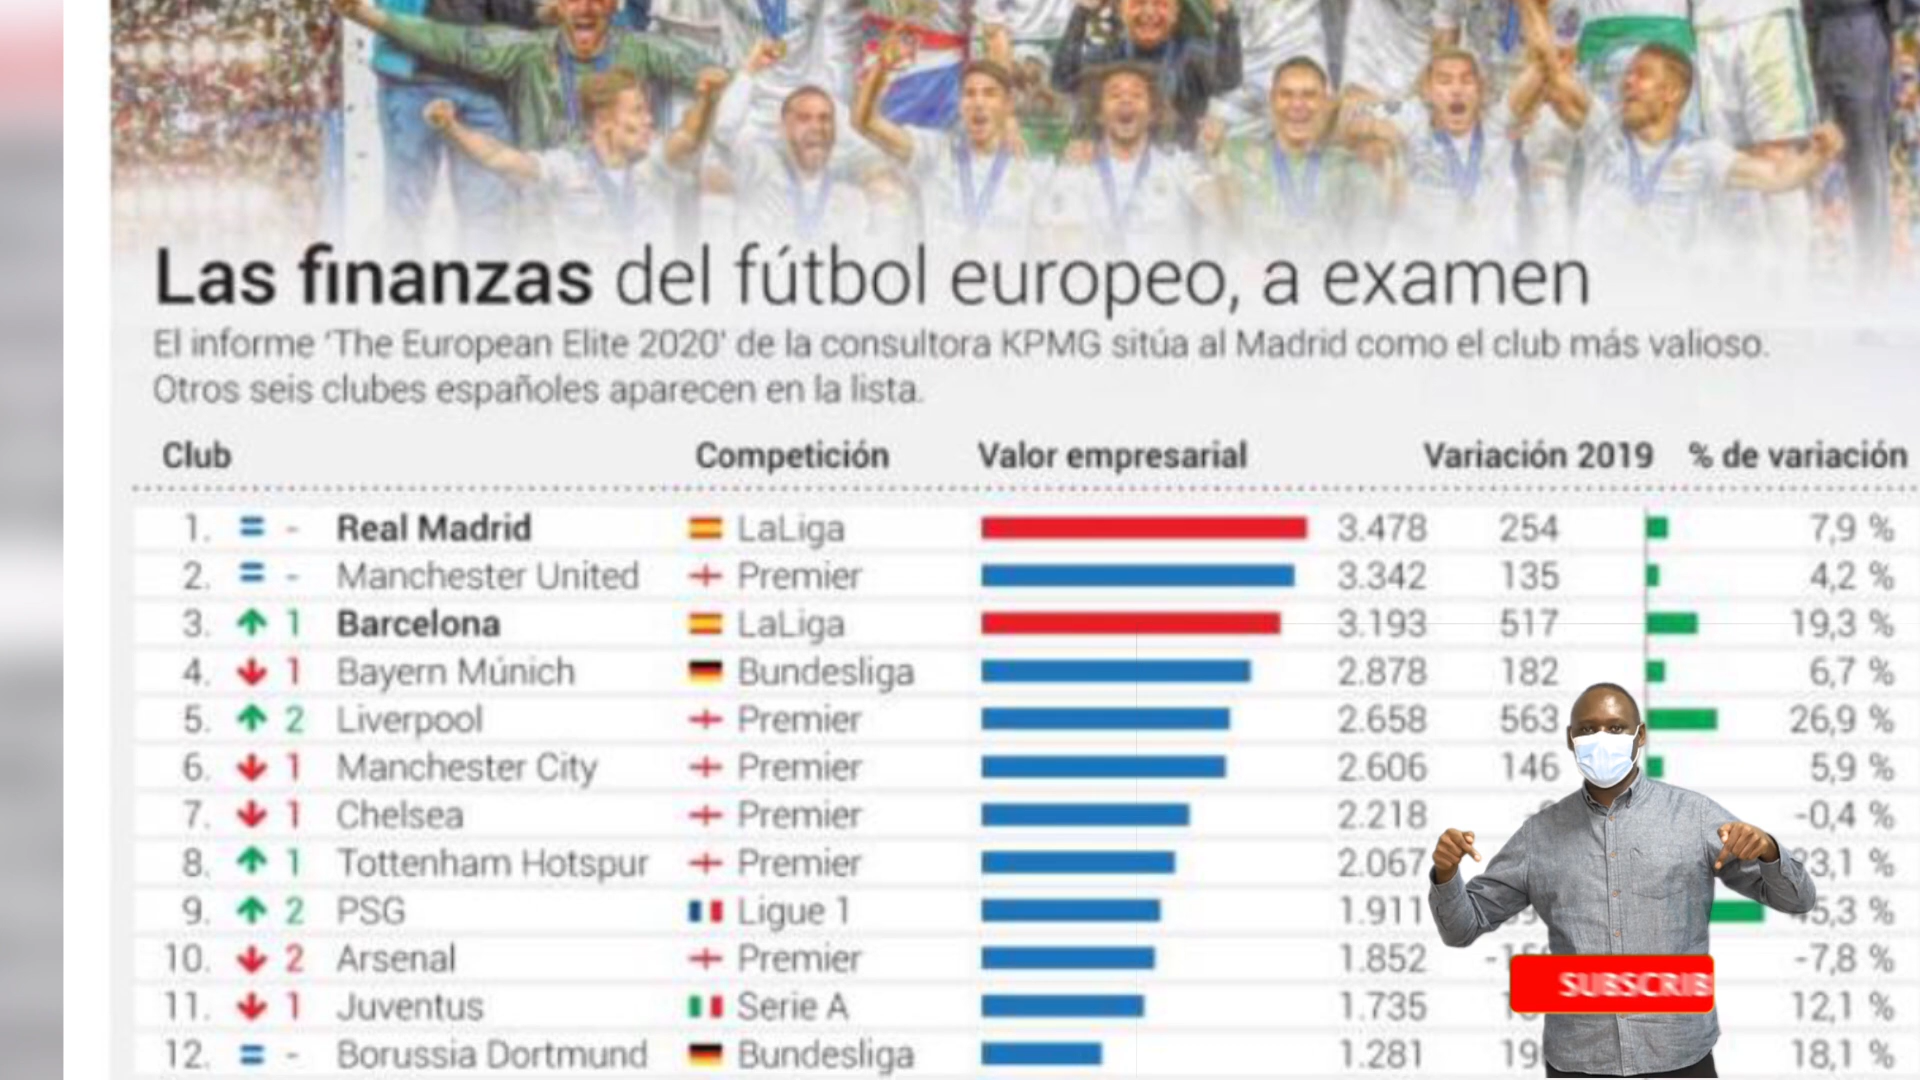 Las finanzas del fútbol europeo, a examen
El informe 'The European Elite 2020' de la consultora KPMG sitúa al Madrid como el club más valioso.
Otros seis clubes españoles aparecen en la lista.
Club Competición Valor empresarial Variación 2019 % de variación
1. = - Real Madrid LaLiga 3.478 254 7,9 %
2. = - Manchester United Premier 3.342 135 4,2 %
3. ↑ 1 Barcelona LaLiga 3.193 517 19,3 %
4. ↓ 1 Bayern Múnich Bundesliga 2.878 182 6,7 %
5. ↑ 2 Liverpool Premier 2.658 563 26,9 %
6. ↓ 1 Manchester City Premier 2.606 146 5,9 %
7. ↓ 1 Chelsea Premier 2.218 -0,4 %
8. ↑ 1 Tottenham Hotspur Premier 2.067 %
9. ↑ 2 PSG Ligue 1 1.911 %
10. ↓ 2 Arsenal Premier 1.852 -7,8 %
11. ↓ 1 Juventus Serie A 1.735 12,1 %
12. = - Borussia Dortmund Bundesliga 1.281 18,1 %
SUBSCRIB